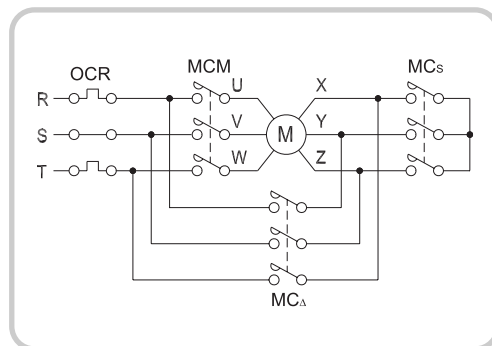 OCR MCM U X MCs
R
V Y
S M
W Z
T
MCΔ